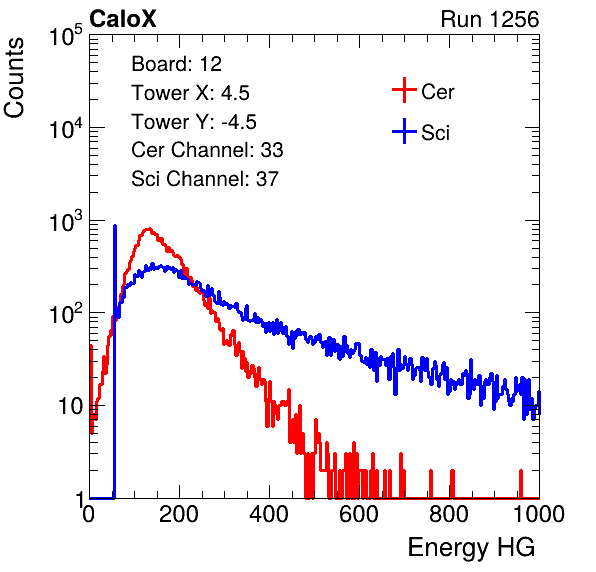 CaloX Run 1256
Counts
Board: 12
Tower X: 4.5
Tower Y: -4.5
Cer Channel: 33
Sci Channel: 37
Cer
Sci
10^5
10^4
10^3
10^2
10
1
0 200 400 600 800 1000
Energy HG